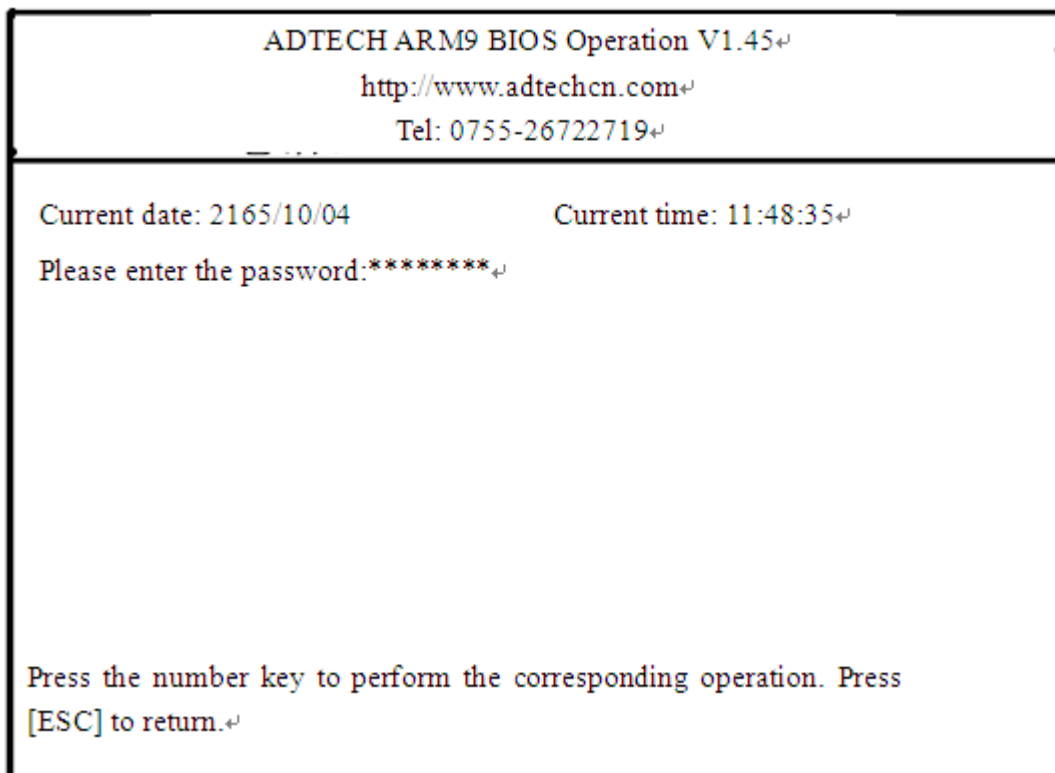 ADTECH ARM9 BIOS Operation V1.45↵
http://www.adtechcn.com↵
Tel: 0755-26722719↵
Current date: 2165/10/04 Current time: 11:48:35↵
Please enter the password:********↵
Press the number key to perform the corresponding operation. Press
[ESC] to return.↵